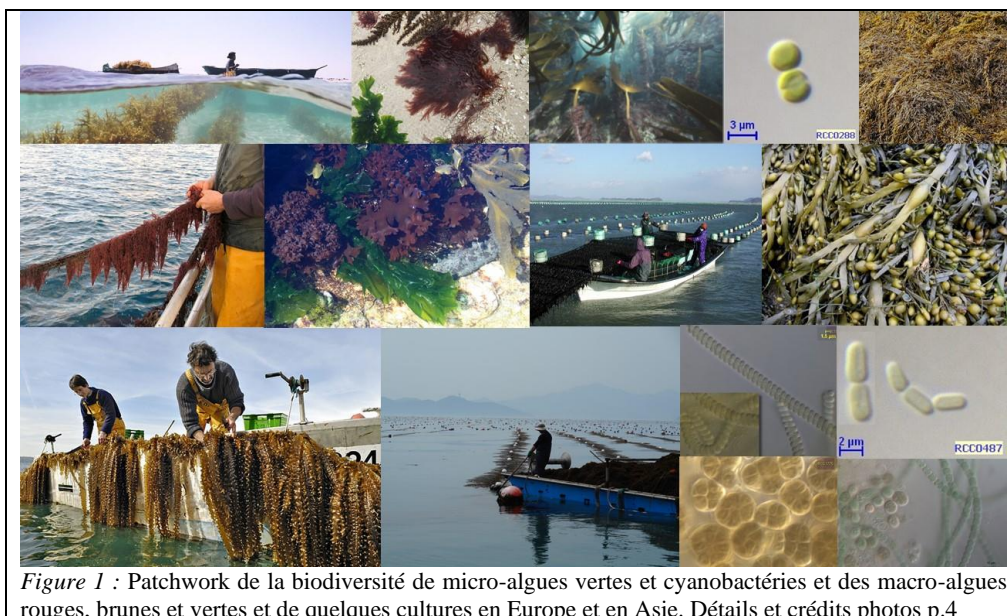 3 µm
RCC0288
2 µm
RCC0487
24
Figure 1 : Patchwork de la biodiversité de micro-algues vertes et cyanobactéries et des macro-algues
rouges, brunes et vertes et de quelques cultures en Europe et en Asie. Détails et crédits photos p.4